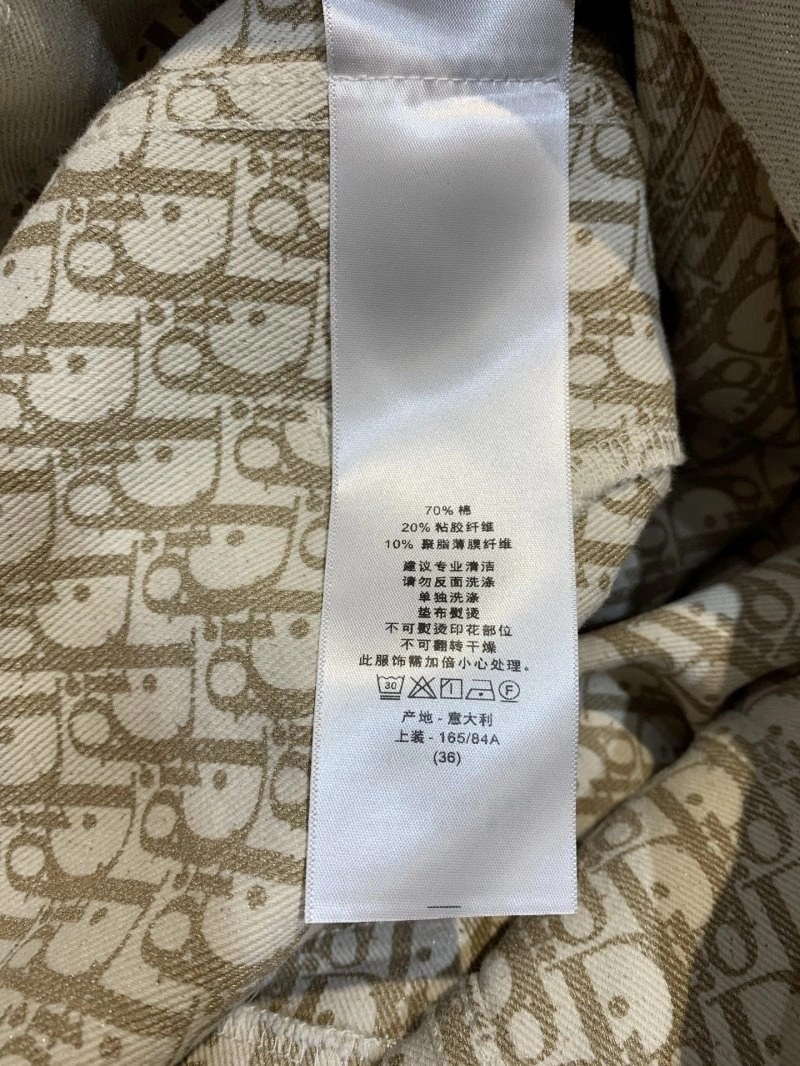 70% 棉
20% 粘胶纤维
10% 聚脂薄膜纤维
建议专业清洁
请勿反面洗涤
单独洗涤
垫布熨烫
不可熨烫印花部位
不可翻转干燥
此服饰需加倍小心处理。
30 F
产地 - 意大利
上装 - 165/84A
(36)